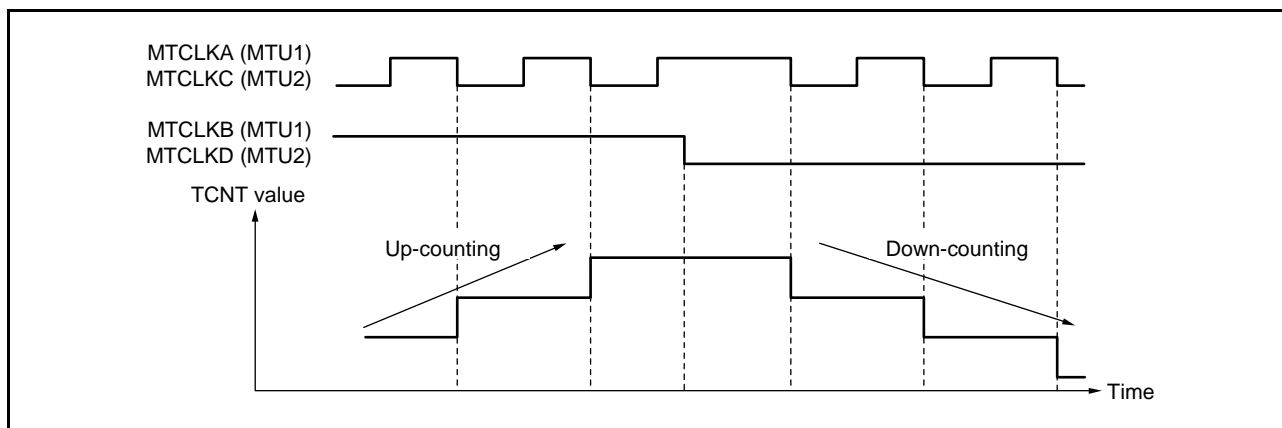 MTCLKA (MTU1)
MTCLKC (MTU2)
MTCLKB (MTU1)
MTCLKD (MTU2)
TCNT value
Up-counting
Down-counting
Time